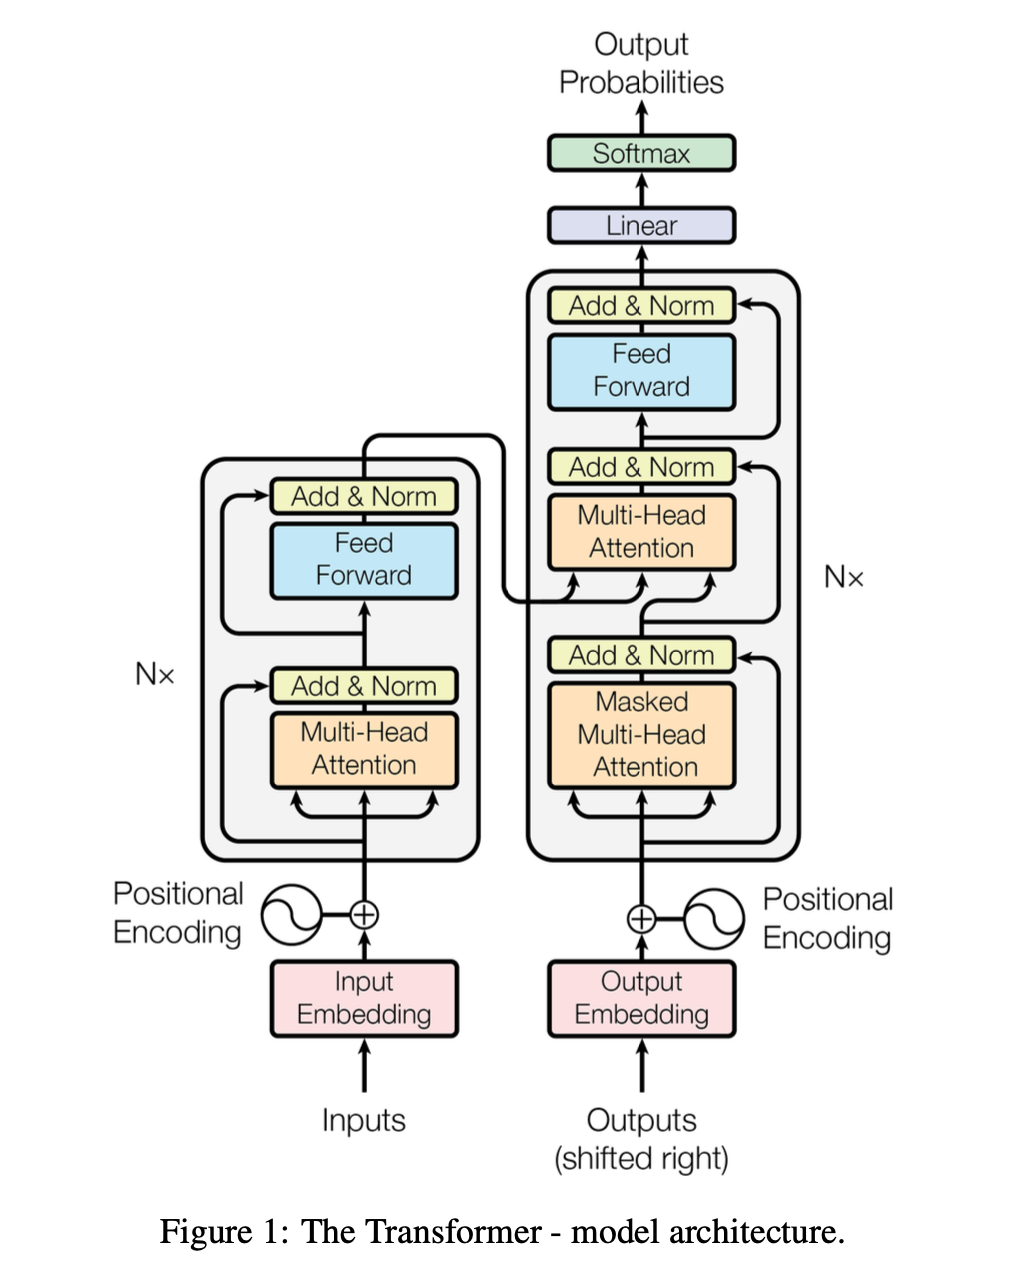 Output
Probabilities
Softmax
Linear
Add & Norm
Feed
Forward
Add & Norm
Multi-Head
Attention
Nx
Add & Norm
Masked
Multi-Head
Attention
Add & Norm
Feed
Forward
Nx
Add & Norm
Multi-Head
Attention
Positional
Encoding
Positional
Encoding
Input
Embedding
Output
Embedding
Inputs
Outputs
(shifted right)
Figure 1: The Transformer - model architecture.